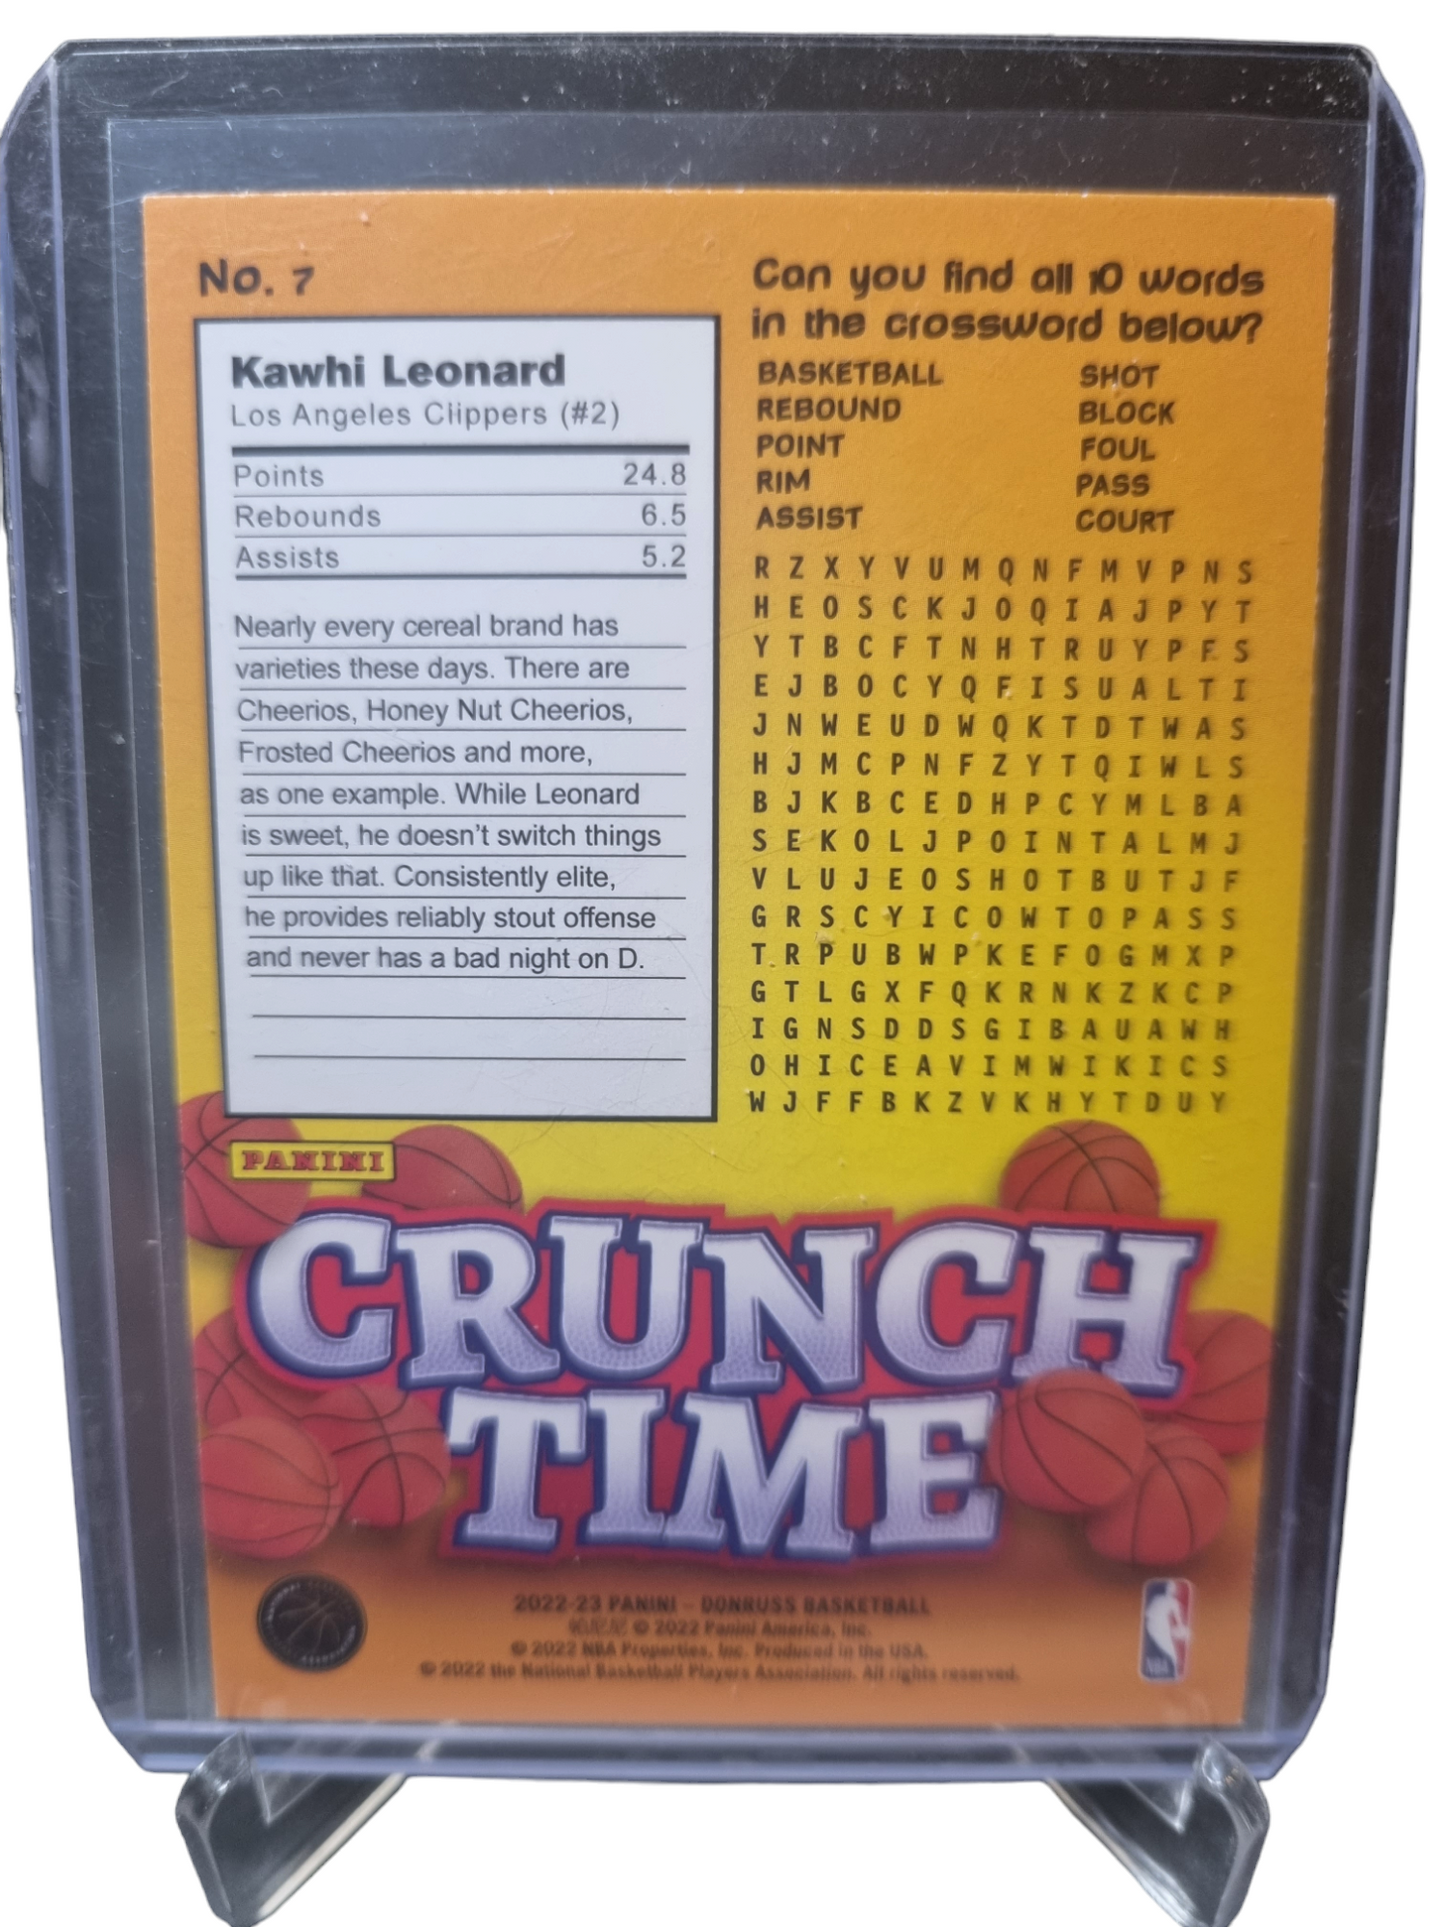 No. 7
Kawhi Leonard
Los Angeles Clippers (#2)
Points 24.8
Rebounds 6.5
Assists 5.2
Nearly every cereal brand has
varieties these days. There are
Cheerios, Honey Nut Cheerios,
Frosted Cheerios and more,
as one example. While Leonard
is sweet, he doesn't switch things
up like that. Consistently elite,
he provides reliably stout offense
and never has a bad night on D.
Can you find all 10 words
in the crossword below?
BASKETBALL SHOT
REBOUND BLOCK
POINT FOUL
RIM PASS
ASSIST COURT
R Z X Y V U M Q N F M V P N S
H E O S C K J O Q I A J P Y T
Y T B C F T N H T R U Y P F S
E J B O C Y Q F I S U A L T I
J N W E U D W Q K T D T W A S
H J M C P N F Z Y T Q I W L S
B J K B C E D H P C Y M L B A
S E K O L J P O I N T A L M J
V L U J E O S H O T B U T J F
G R S C Y I C O W T O P A S S
T R P U B W P K E F O G M X P
G T L G X F Q K R N K Z K C P
I G N S D D S G I B A U A W H
O H I C E A V I M W I K I C S
W J F F B K Z V K H Y T D U Y
PANINI
CRUNCH
TIME
2022-23 PANINI – DONRUSS BASKETBALL
© 2022 Panini America, Inc.
© 2022 NBA Properties, Inc. Produced in the USA.
© 2022 the National Basketball Players Association. All rights reserved.
NBA